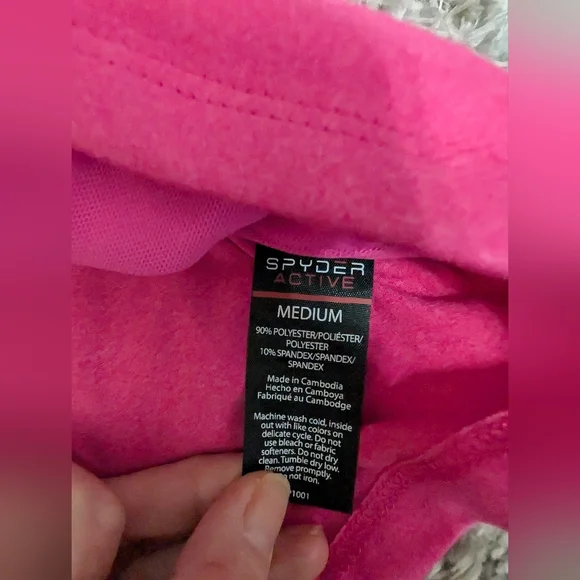 SPYDER
ACTIVE
MEDIUM
90% POLYESTER/POLIÉSTER/
POLYESTER
10% SPANDEX/SPANDEX/
SPANDEX
Made in Cambodia
Hecho en Camboya
Fabriqué au Cambodge
Machine wash cold, inside
out with like colors on
delicate cycle. Do not
use bleach or fabric
softeners. Do not dry
clean. Tumble dry low.
Remove promptly.
not iron.
1001